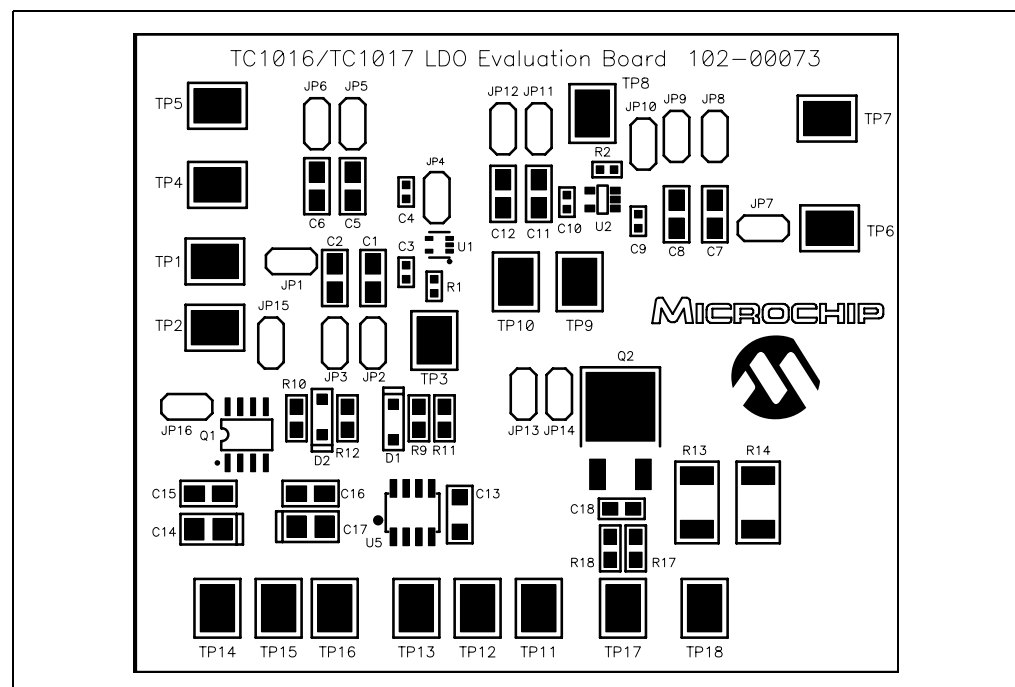 TC1016/TC1017 LDO Evaluation Board 102-00073
TP5
JP6
JP5
JP12
JP11
TP8
JP10
JP9
JP8
TP7
TP4
C6
C5
C4
JP4
C12
C11
C10
R2
U2
C9
C8
C7
JP7
TP6
TP1
JP1
C2
C1
C3
U1
R1
TP10
TP9
TP2
JP15
JP3
JP2
TP3
MICROCHIP
JP16
Q1
R10
D2
R12
D1
R9
R11
JP13
JP14
Q2
R13
R14
C15
C16
C14
C17
U5
C13
C18
R18
R17
TP14
TP15
TP16
TP13
TP12
TP11
TP17
TP18